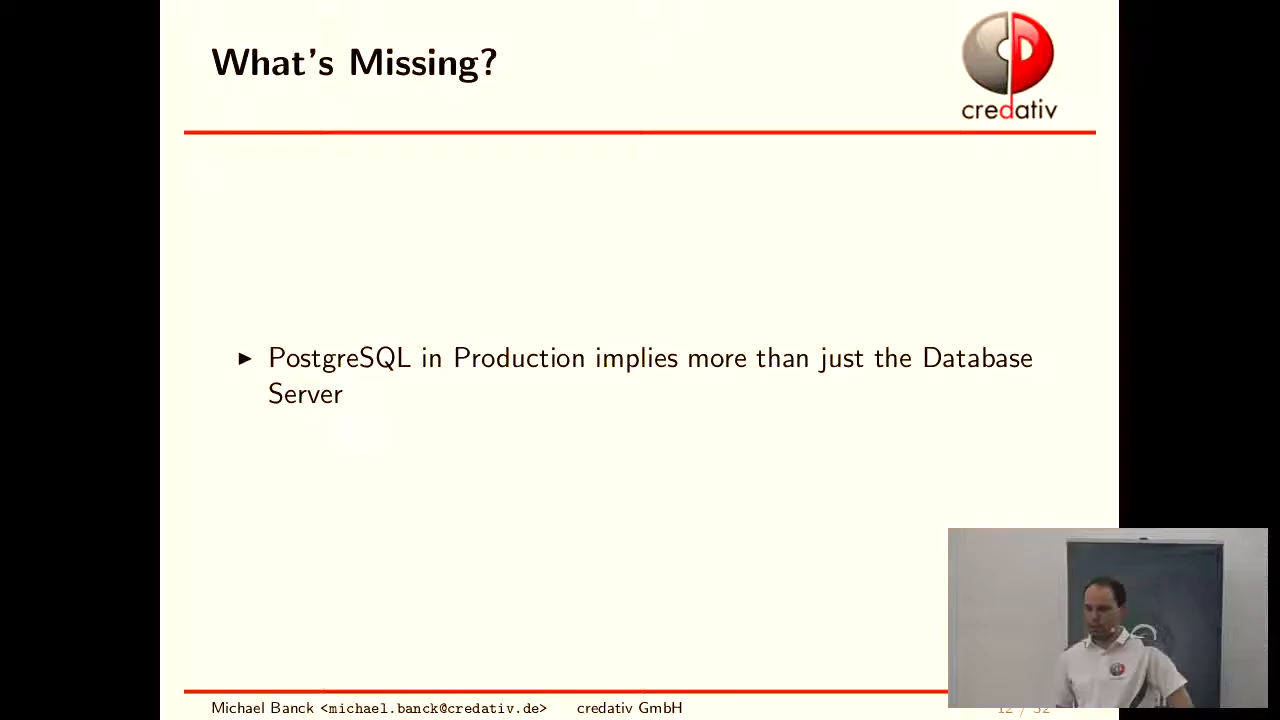 What's Missing?
credativ
► PostgreSQL in Production implies more than just the Database
Server
Michael Banck <michael.banck@credativ.de> credativ GmbH
12 / 32